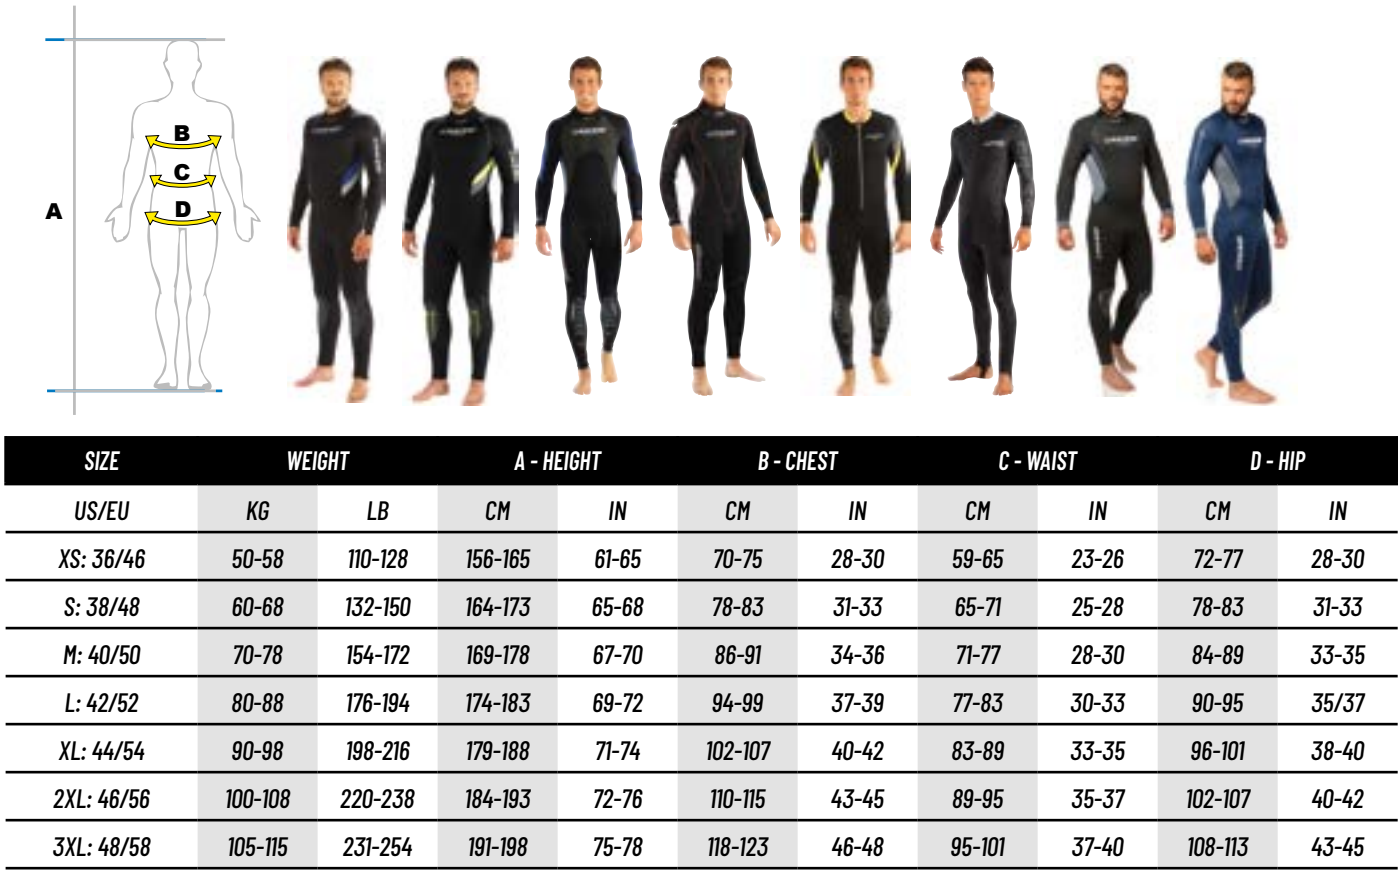 B
C
A
D
SIZE WEIGHT A - HEIGHT B - CHEST C - WAIST D - HIP
US/EU KG LB CM IN CM IN CM IN CM IN
XS: 36/46 50-58 110-128 156-165 61-65 70-75 28-30 59-65 23-26 72-77 28-30
S: 38/48 60-68 132-150 164-173 65-68 78-83 31-33 65-71 25-28 78-83 31-33
M: 40/50 70-78 154-172 169-178 67-70 86-91 34-36 71-77 28-30 84-89 33-35
L: 42/52 80-88 176-194 174-183 69-72 94-99 37-39 77-83 30-33 90-95 35/37
XL: 44/54 90-98 198-216 179-188 71-74 102-107 40-42 83-89 33-35 96-101 38-40
2XL: 46/56 100-108 220-238 184-193 72-76 110-115 43-45 89-95 35-37 102-107 40-42
3XL: 48/58 105-115 231-254 191-198 75-78 118-123 46-48 95-101 37-40 108-113 43-45